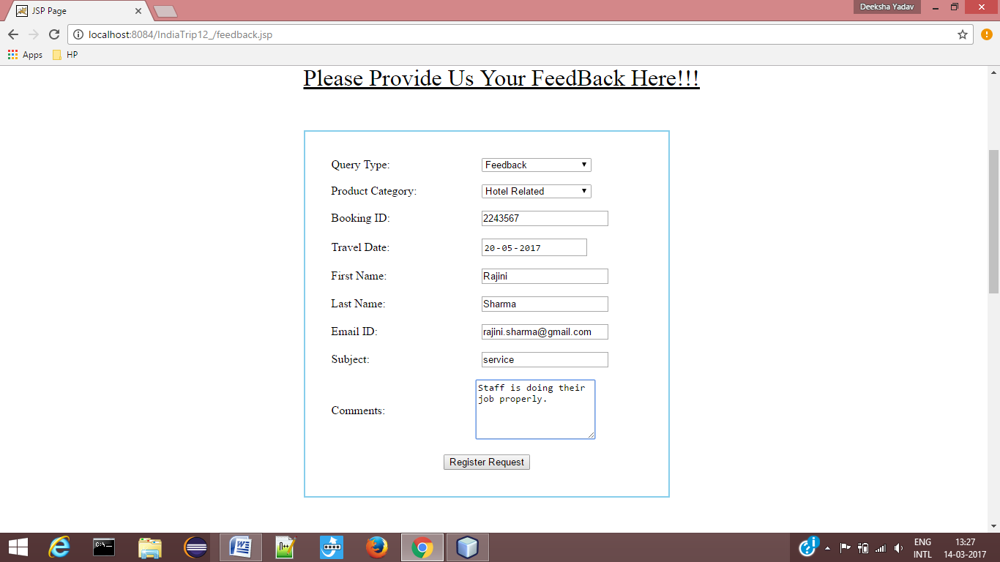 JSP Page
Deeksha Yadav
localhost:8084/IndiaTrip12_/feedback.jsp
Apps HP
Please Provide Us Your FeedBack Here!!!
Query Type: Feedback
Product Category: Hotel Related
Booking ID: 2243567
Travel Date: 20-05-2017
First Name: Rajini
Last Name: Sharma
Email ID: rajini.sharma@gmail.com
Subject: service
Comments: Staff is doing their
job properly.
Register Request
ENG 13:27
INTL 14-03-2017